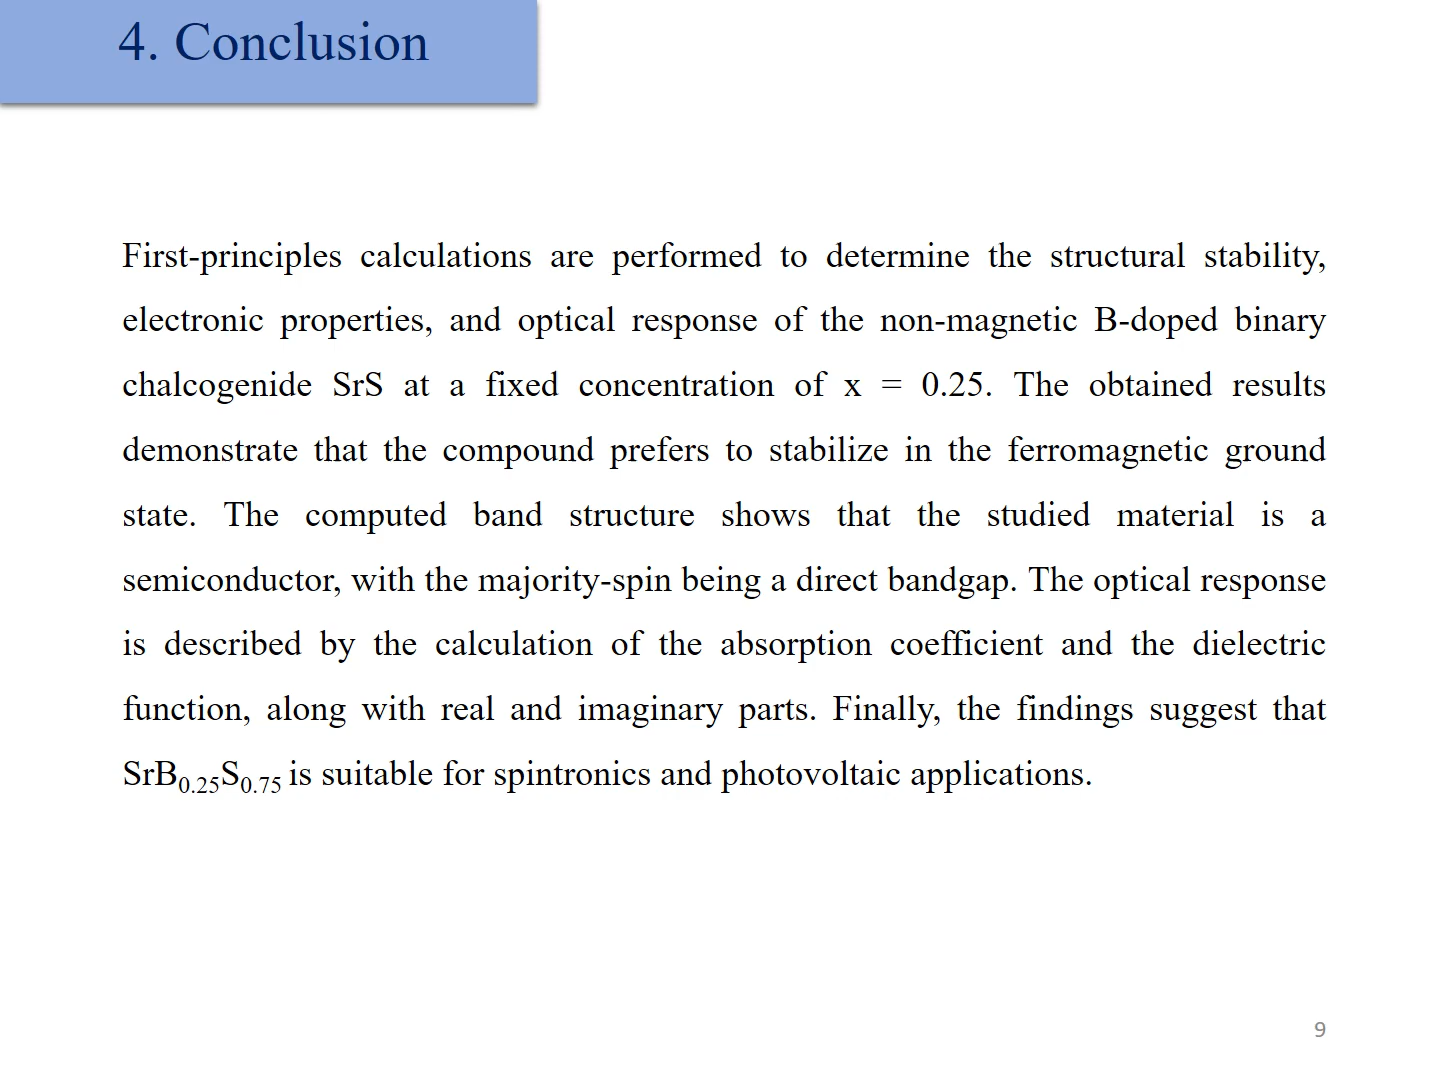 4. Conclusion
First-principles calculations are performed to determine the structural stability,
electronic properties, and optical response of the non-magnetic B-doped binary
chalcogenide SrS at a fixed concentration of x = 0.25. The obtained results
demonstrate that the compound prefers to stabilize in the ferromagnetic ground
state. The computed band structure shows that the studied material is a
semiconductor, with the majority-spin being a direct bandgap. The optical response
is described by the calculation of the absorption coefficient and the dielectric
function, along with real and imaginary parts. Finally, the findings suggest that
SrB₀.₂₅S₀.₇₅ is suitable for spintronics and photovoltaic applications.
9